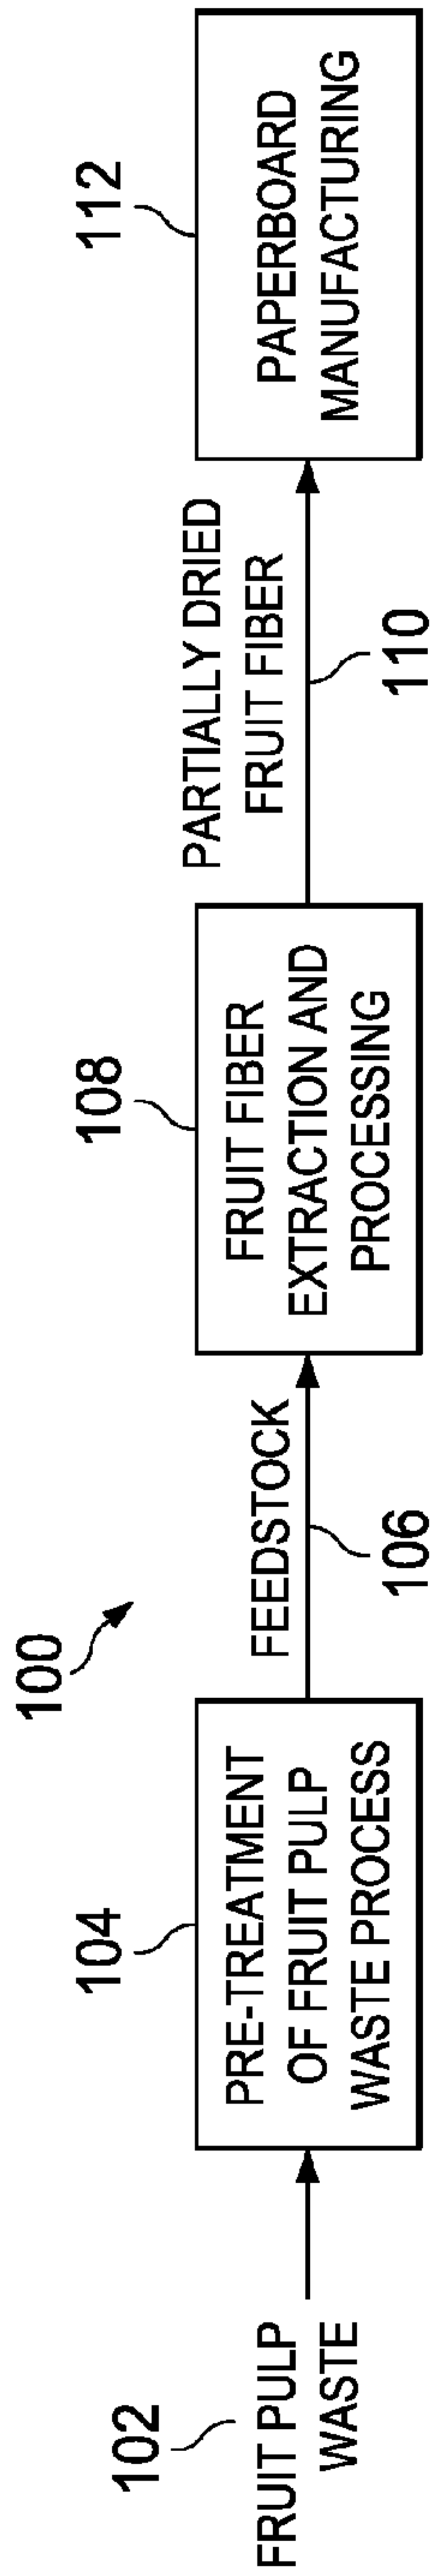 100
102
FRUIT PULP
WASTE
104
PRE-TREATMENT
OF FRUIT PULP
WASTE PROCESS
FEEDSTOCK
106
108
FRUIT FIBER
EXTRACTION AND
PROCESSING
PARTIALLY DRIED
FRUIT FIBER
110
112
PAPERBOARD
MANUFACTURING